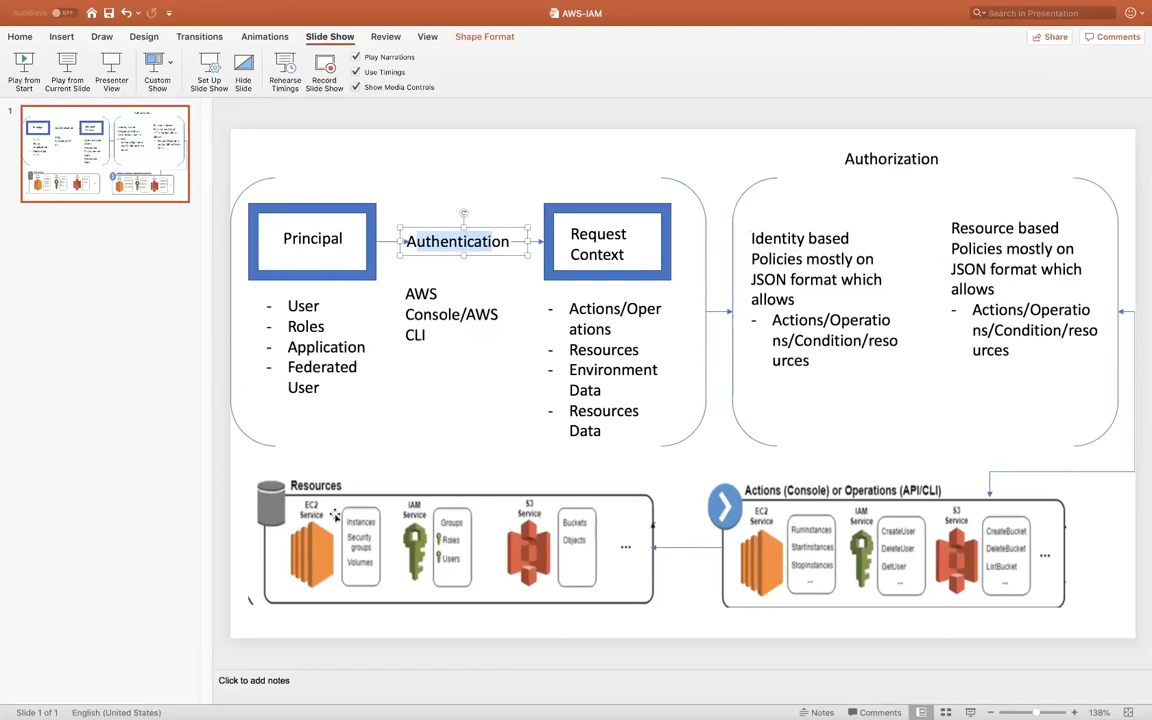 AutoSave OFF
AWS-IAM
Search in Presentation
Home Insert Draw Design Transitions Animations Slide Show Review View Shape Format
Share Comments
Play from Start
Play from Current Slide
Presenter View
Custom Show
Set Up Slide Show
Hide Slide
Rehearse Timings
Record Slide Show
Play Narrations
Use Timings
Show Media Controls
1
Authorization
Principal
Authentication
Request
Context
- User
- Roles
- Application
- Federated
User
AWS
Console/AWS
CLI
- Actions/Oper
ations
- Resources
- Environment
Data
- Resources
Data
Identity based
Policies mostly on
JSON format which
allows
- Actions/Operatio
ns/Condition/reso
urces
Resource based
Policies mostly on
JSON format which
allows
- Actions/Operatio
ns/Condition/reso
urces
Resources
EC2
Service
Instances
Security
groups
Volumes
IAM
Service
Groups
Roles
Users
S3
Service
Buckets
Objects
...
Actions (Console) or Operations (API/CLI)
EC2
Service
RunInstances
StartInstances
StopInstances
...
IAM
Service
CreateUser
DeleteUser
GetUser
...
S3
Service
CreateBucket
DeleteBucket
ListBucket
...
...
Click to add notes
Slide 1 of 1 English (United States)
Notes Comments 138%